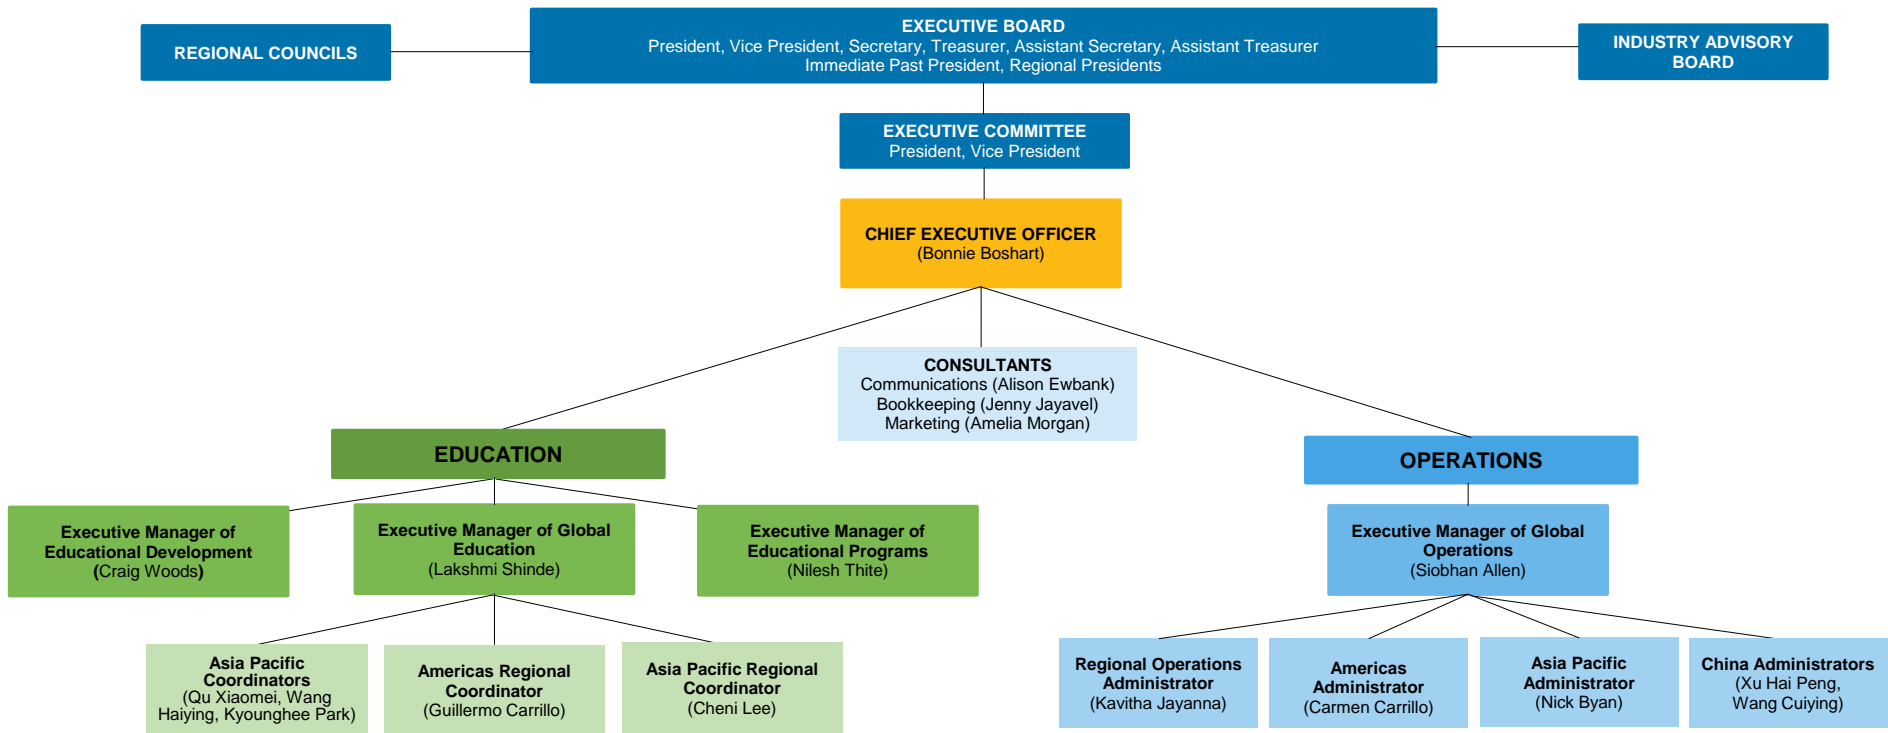 REGIONAL COUNCILS
EXECUTIVE BOARD
President, Vice President, Secretary, Treasurer, Assistant Secretary, Assistant Treasurer
Immediate Past President, Regional Presidents
INDUSTRY ADVISORY
BOARD
EXECUTIVE COMMITTEE
President, Vice President
CHIEF EXECUTIVE OFFICER
(Bonnie Boshart)
CONSULTANTS
Communications (Alison Ewbank)
Bookkeeping (Jenny Jayavel)
Marketing (Amelia Morgan)
EDUCATION
Executive Manager of
Educational Development
(Craig Woods)
Executive Manager of Global
Education
(Lakshmi Shinde)
Executive Manager of
Educational Programs
(Nilesh Thite)
Asia Pacific
Coordinators
(Qu Xiaomei, Wang
Haiying, Kyounghee Park)
Americas Regional
Coordinator
(Guillermo Carrillo)
Asia Pacific Regional
Coordinator
(Cheni Lee)
OPERATIONS
Executive Manager of Global
Operations
(Siobhan Allen)
Regional Operations
Administrator
(Kavitha Jayanna)
Americas
Administrator
(Carmen Carrillo)
Asia Pacific
Administrator
(Nick Byan)
China Administrators
(Xu Hai Peng,
Wang Cuiying)